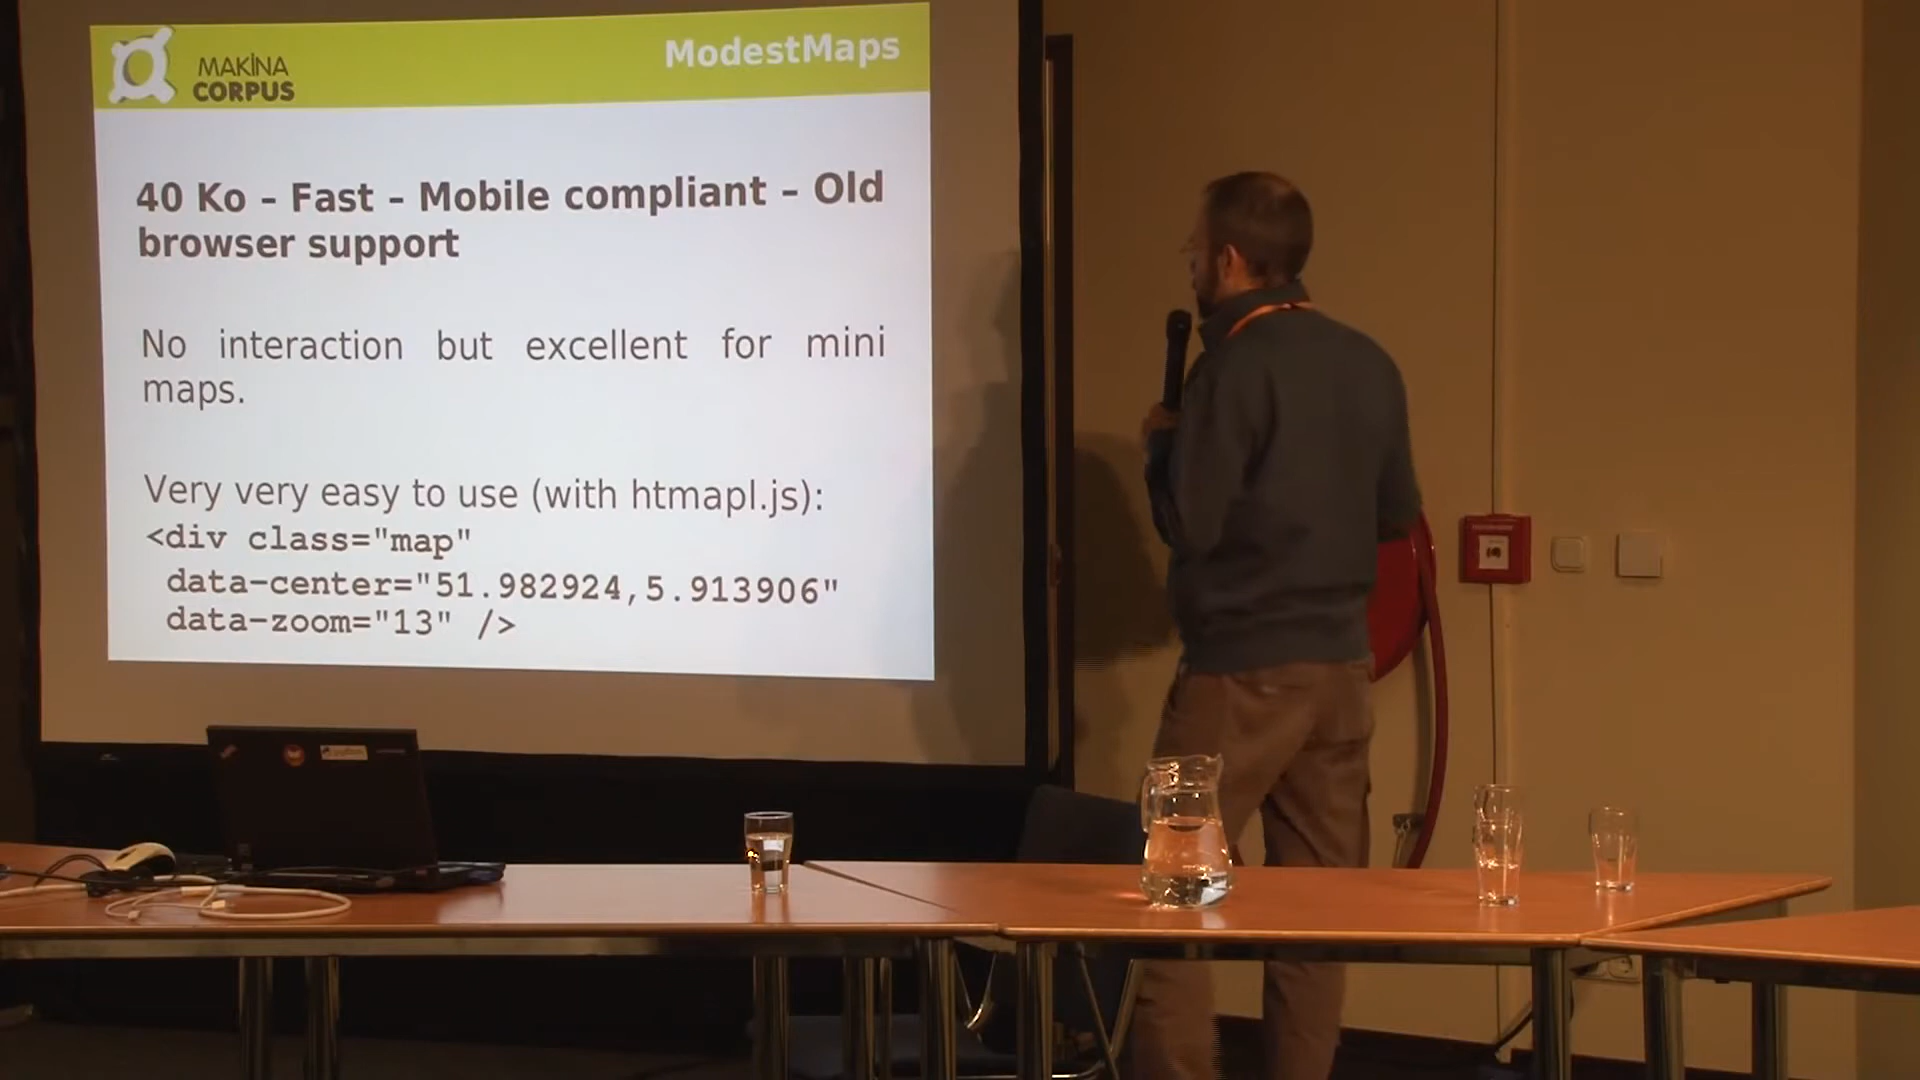 MAKINA
CORPUS
ModestMaps
40 Ko – Fast – Mobile compliant – Old
browser support
No interaction but excellent for mini
maps.
Very very easy to use (with htmapl.js):
<div class="map"
data-center="51.982924,5.913906"
data-zoom="13" />